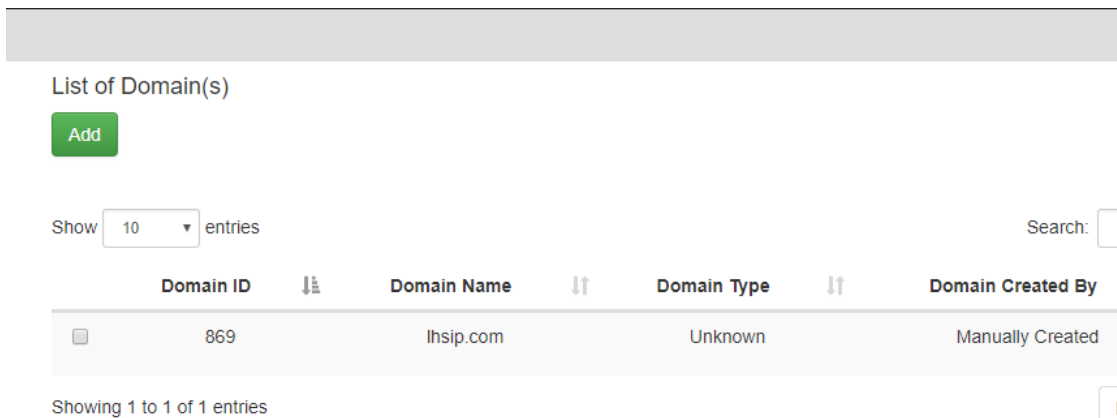 List of Domain(s)
Add
Show 10 entries Search:
Domain ID Domain Name Domain Type Domain Created By
869 lhsip.com Unknown Manually Created
Showing 1 to 1 of 1 entries